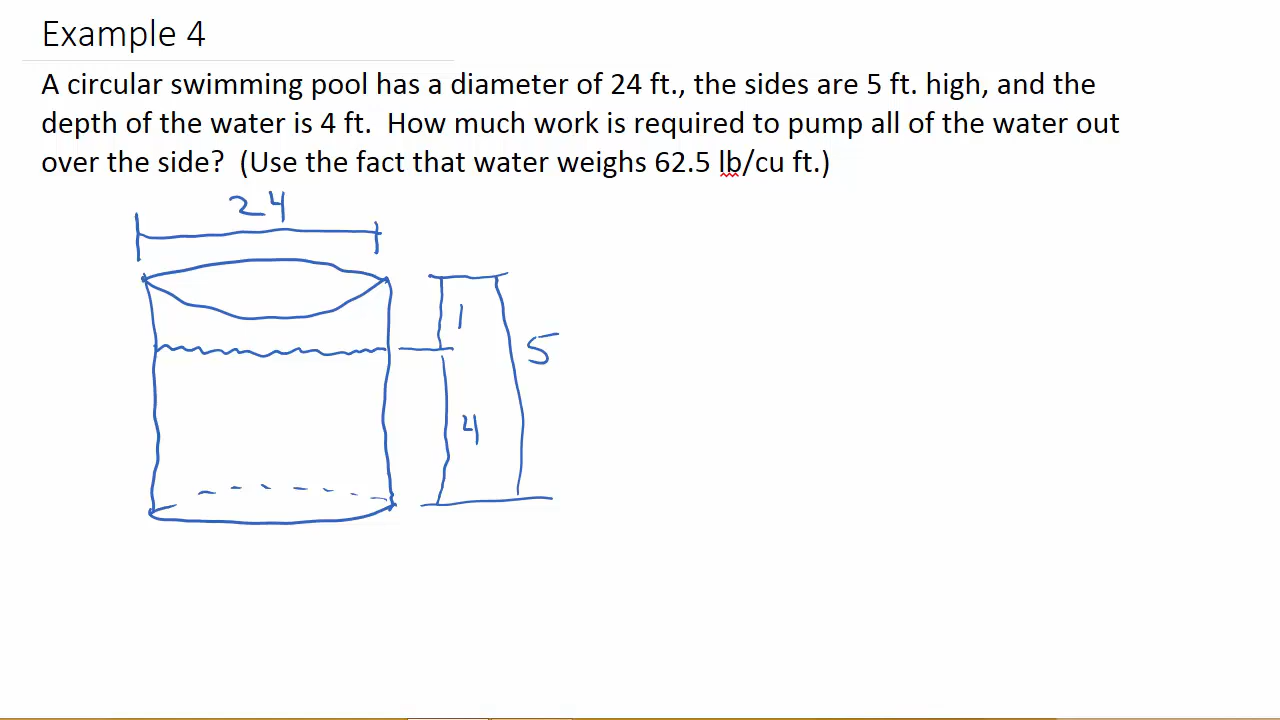 Example 4
A circular swimming pool has a diameter of 24 ft., the sides are 5 ft. high, and the
depth of the water is 4 ft.  How much work is required to pump all of the water out
over the side?  (Use the fact that water weighs 62.5 lb/cu ft.)
24
1
5
4